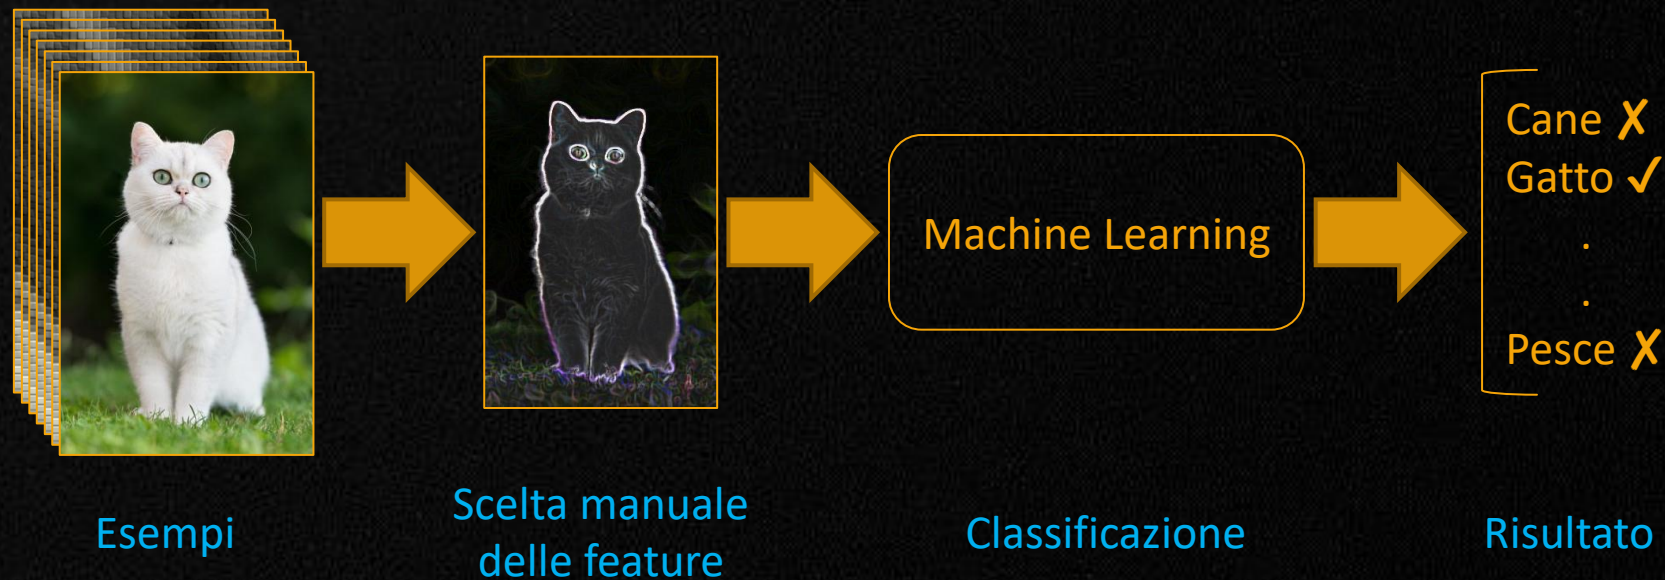 Machine Learning
Cane ✗
Gatto ✓
.
.
Pesce ✗
Esempi
Scelta manuale
delle feature
Classificazione
Risultato